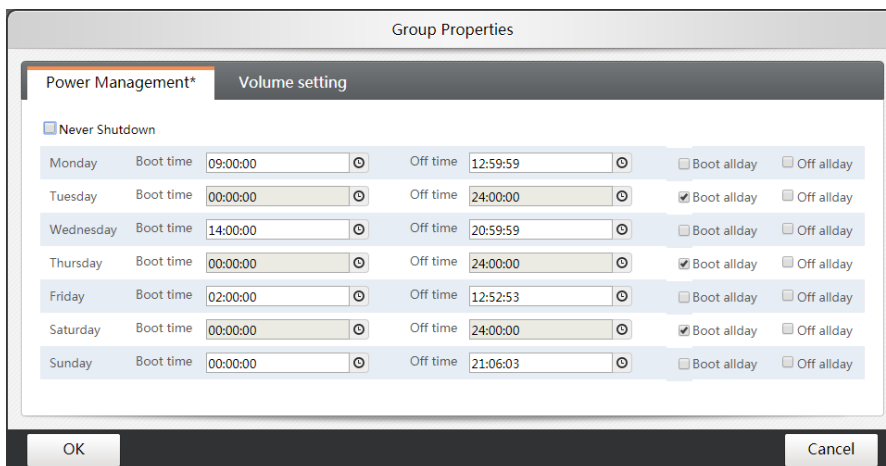 Group Properties
Power Management* Volume setting
Never Shutdown
Monday Boot time 09:00:00 Off time 12:59:59 Boot allday Off allday
Tuesday Boot time 00:00:00 Off time 24:00:00 Boot allday Off allday
Wednesday Boot time 14:00:00 Off time 20:59:59 Boot allday Off allday
Thursday Boot time 00:00:00 Off time 24:00:00 Boot allday Off allday
Friday Boot time 02:00:00 Off time 12:52:53 Boot allday Off allday
Saturday Boot time 00:00:00 Off time 24:00:00 Boot allday Off allday
Sunday Boot time 00:00:00 Off time 21:06:03 Boot allday Off allday
OK Cancel